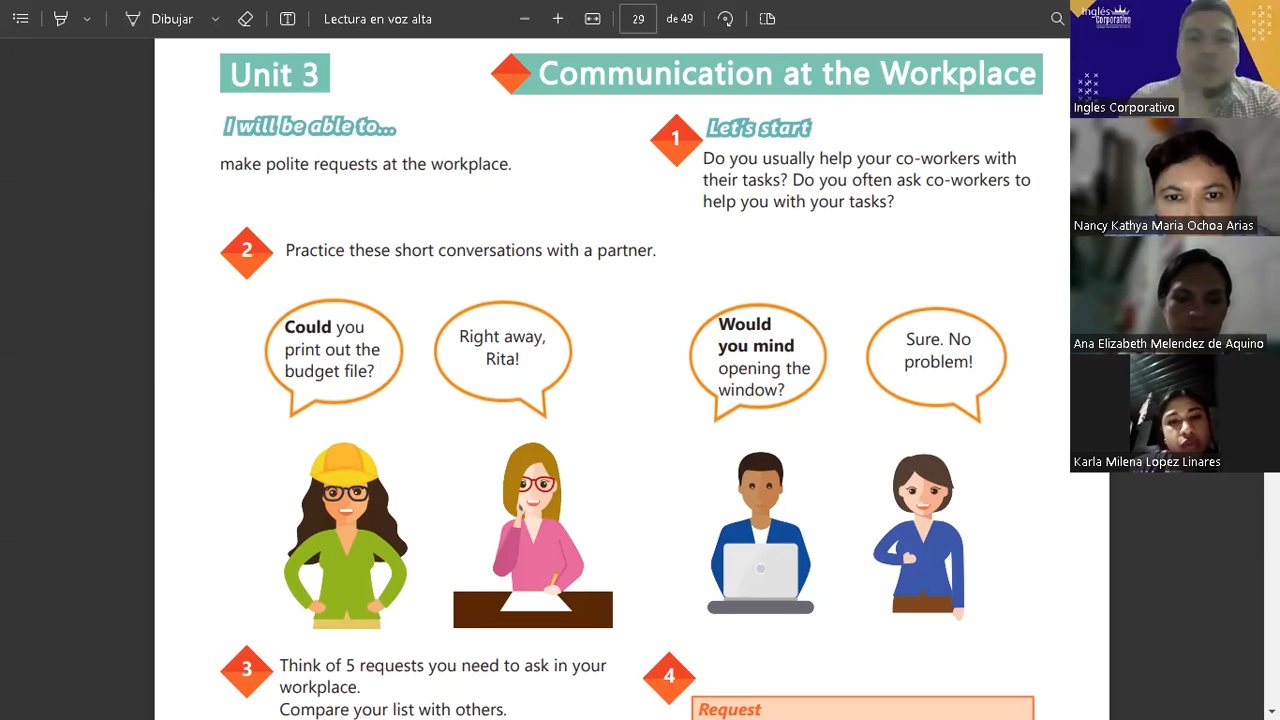 Dibujar
Lectura en voz alta
29
de 49
Unit 3
Communication at the Workplace
I will be able to...
make polite requests at the workplace.
1
Let's start
Do you usually help your co-workers with
their tasks? Do you often ask co-workers to
help you with your tasks?
2
Practice these short conversations with a partner.
Could you
print out the
budget file?
Right away,
Rita!
Would
you mind
opening the
window?
Sure. No
problem!
3
Think of 5 requests you need to ask in your
workplace.
Compare your list with others.
4
Request
Inglés
Corporativo
Ingles Corporativo
Nancy Kathya Maria Ochoa Arias
Ana Elizabeth Melendez de Aquino
Karla Milena Lopez Linares